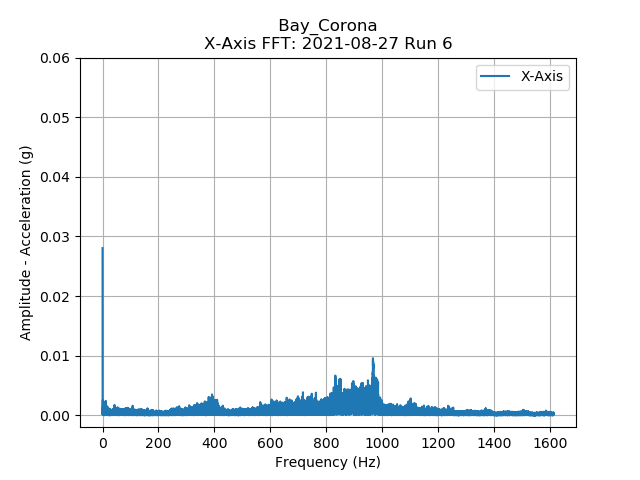 Bay_Corona
X-Axis FFT: 2021-08-27 Run 6
X-Axis
0.06
0.05
0.04
0.03
0.02
0.01
0.00
Amplitude - Acceleration (g)
0 200 400 600 800 1000 1200 1400 1600
Frequency (Hz)